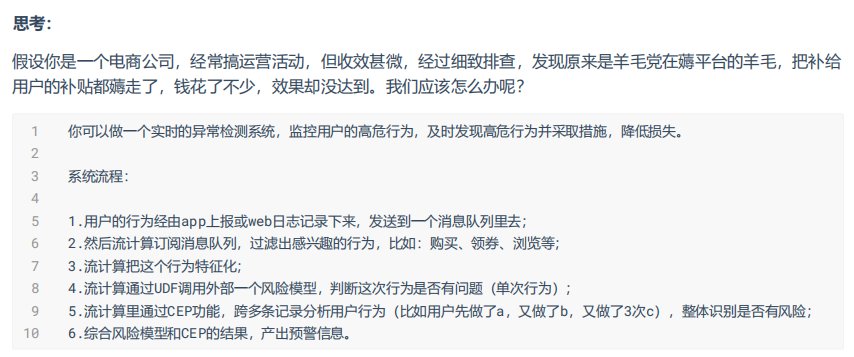 思考：
假设你是一个电商公司，经常搞运营活动，但收效甚微，经过细致排查，发现原来是羊毛党在薅平台的羊毛，把补给
用户的补贴都薅走了，钱花了不少，效果却没达到。我们应该怎么办呢？
1 你可以做一个实时的异常检测系统，监控用户的高危行为，及时发现高危行为并采取措施，降低损失。
2
3 系统流程：
4
5 1.用户的行为经由app上报或web日志记录下来，发送到一个消息队列里去；
6 2.然后流计算订阅消息队列，过滤出感兴趣的行为，比如：购买、领券、浏览等；
7 3.流计算把这个行为特征化；
8 4.流计算通过UDF调用外部一个风险模型，判断这次行为是否有问题（单次行为）；
9 5.流计算里通过CEP功能，跨多条记录分析用户行为（比如用户先做了a，又做了b，又做了3次c），整体识别是否有风险；
10 6.综合风险模型和CEP的结果，产出预警信息。